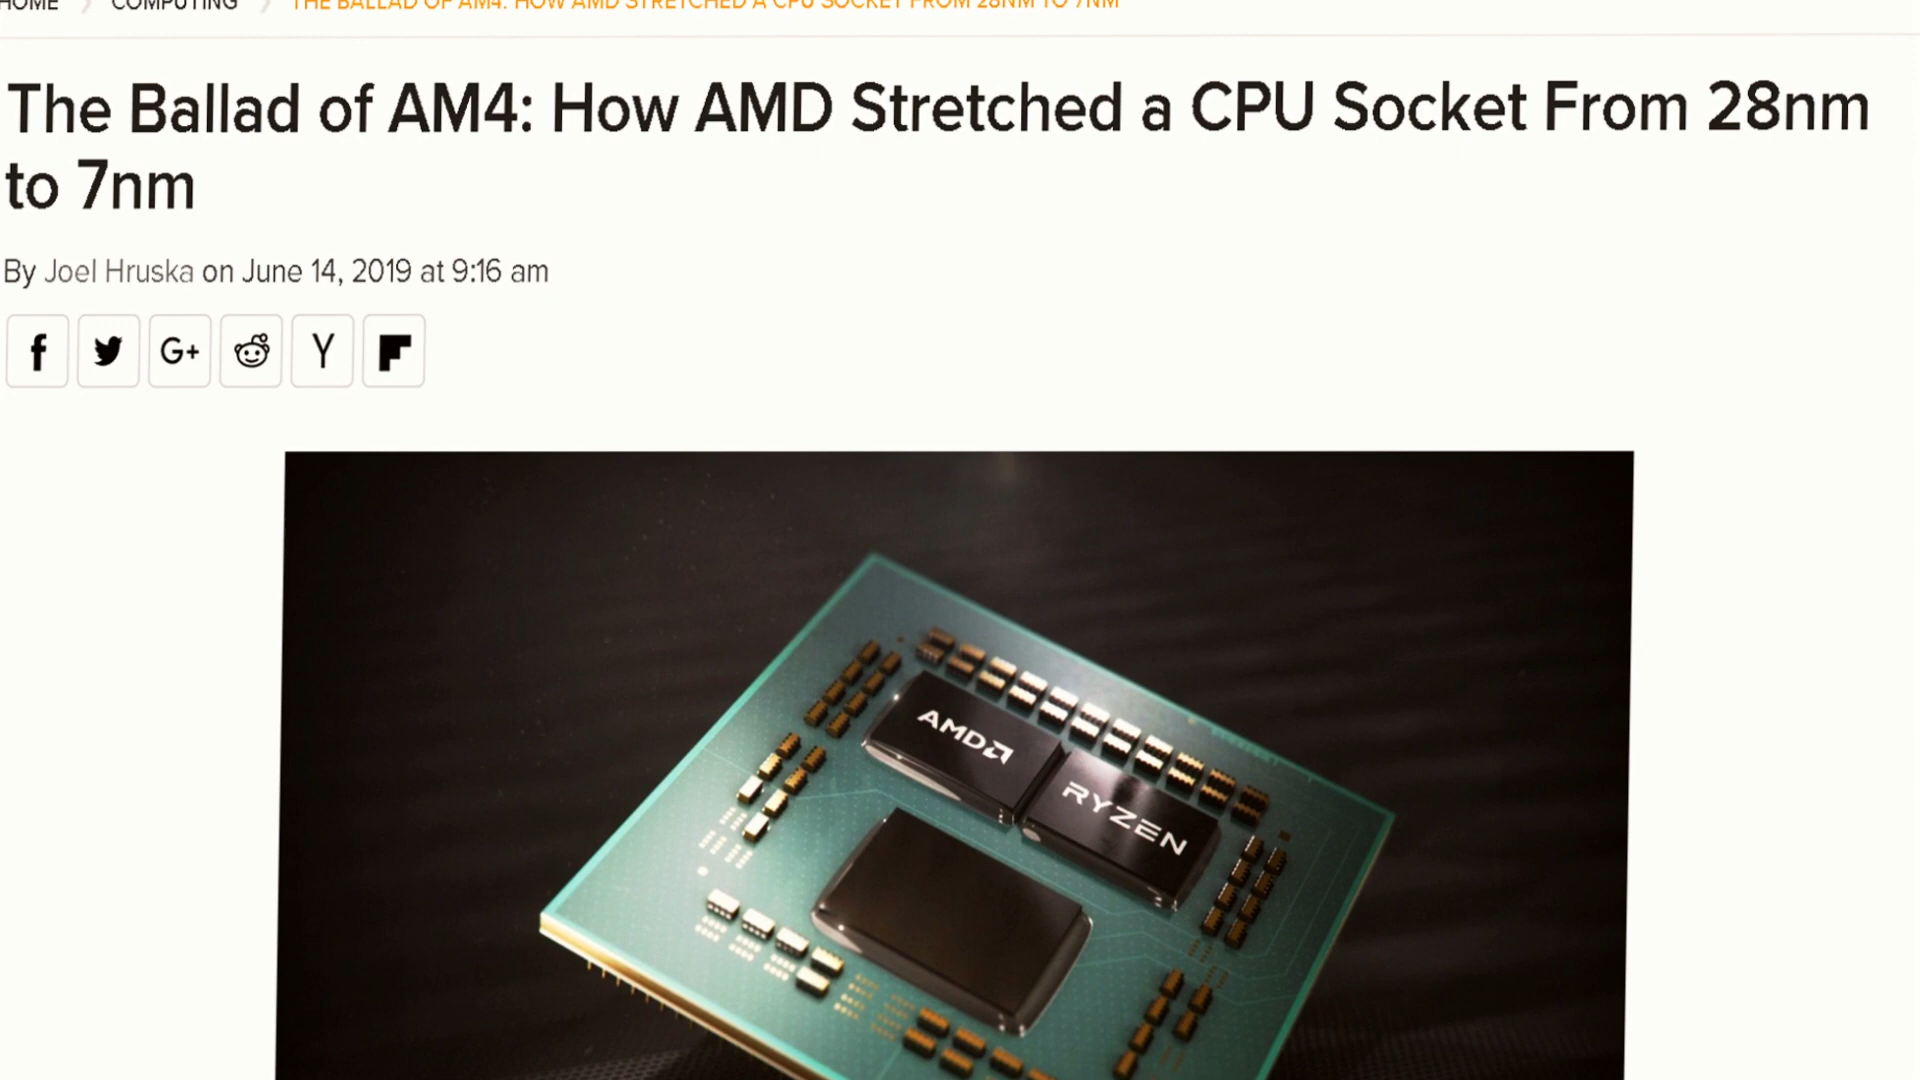 HOME > COMPUTING > THE BALLAD OF AM4: HOW AMD STRETCHED A CPU SOCKET FROM 28NM TO 7NM
The Ballad of AM4: How AMD Stretched a CPU Socket From 28nm
to 7nm
By Joel Hruska on June 14, 2019 at 9:16 am
f G+ Y
AMD
RYZEN